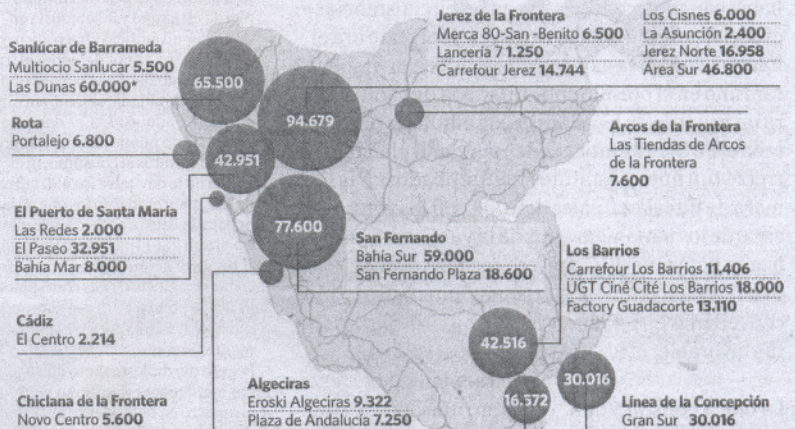 Sanlúcar de Barrameda
Multiocio Sanlucar 5.500
Las Dunas 60.000*
65.500
Jerez de la Frontera
Merca 80-San -Benito 6.500
Lancería 7 1.250
Carrefour Jerez 14.744
Los Cisnes 6.000
La Asunción 2.400
Jerez Norte 16.958
Área Sur 46.800
94.679
Rota
Portalejo 6.800
Arcos de la Frontera
Las Tiendas de Arcos
de la Frontera
7.600
42.951
El Puerto de Santa María
Las Redes 2.000
El Paseo 32.951
Bahía Mar 8.000
77.600
San Fernando
Bahía Sur 59.000
San Fernando Plaza 18.600
Los Barrios
Carrefour Los Barrios 11.406
UGT Ciné Cité Los Barrios 18.000
Factory Guadacorte 13.110
42.516
Cádiz
El Centro 2.214
Chiclana de la Frontera
Novo Centro 5.600
Algeciras
Eroski Algeciras 9.322
Plaza de Andalucía 7.250
16.572
30.016
Línea de la Concepción
Gran Sur 30.016